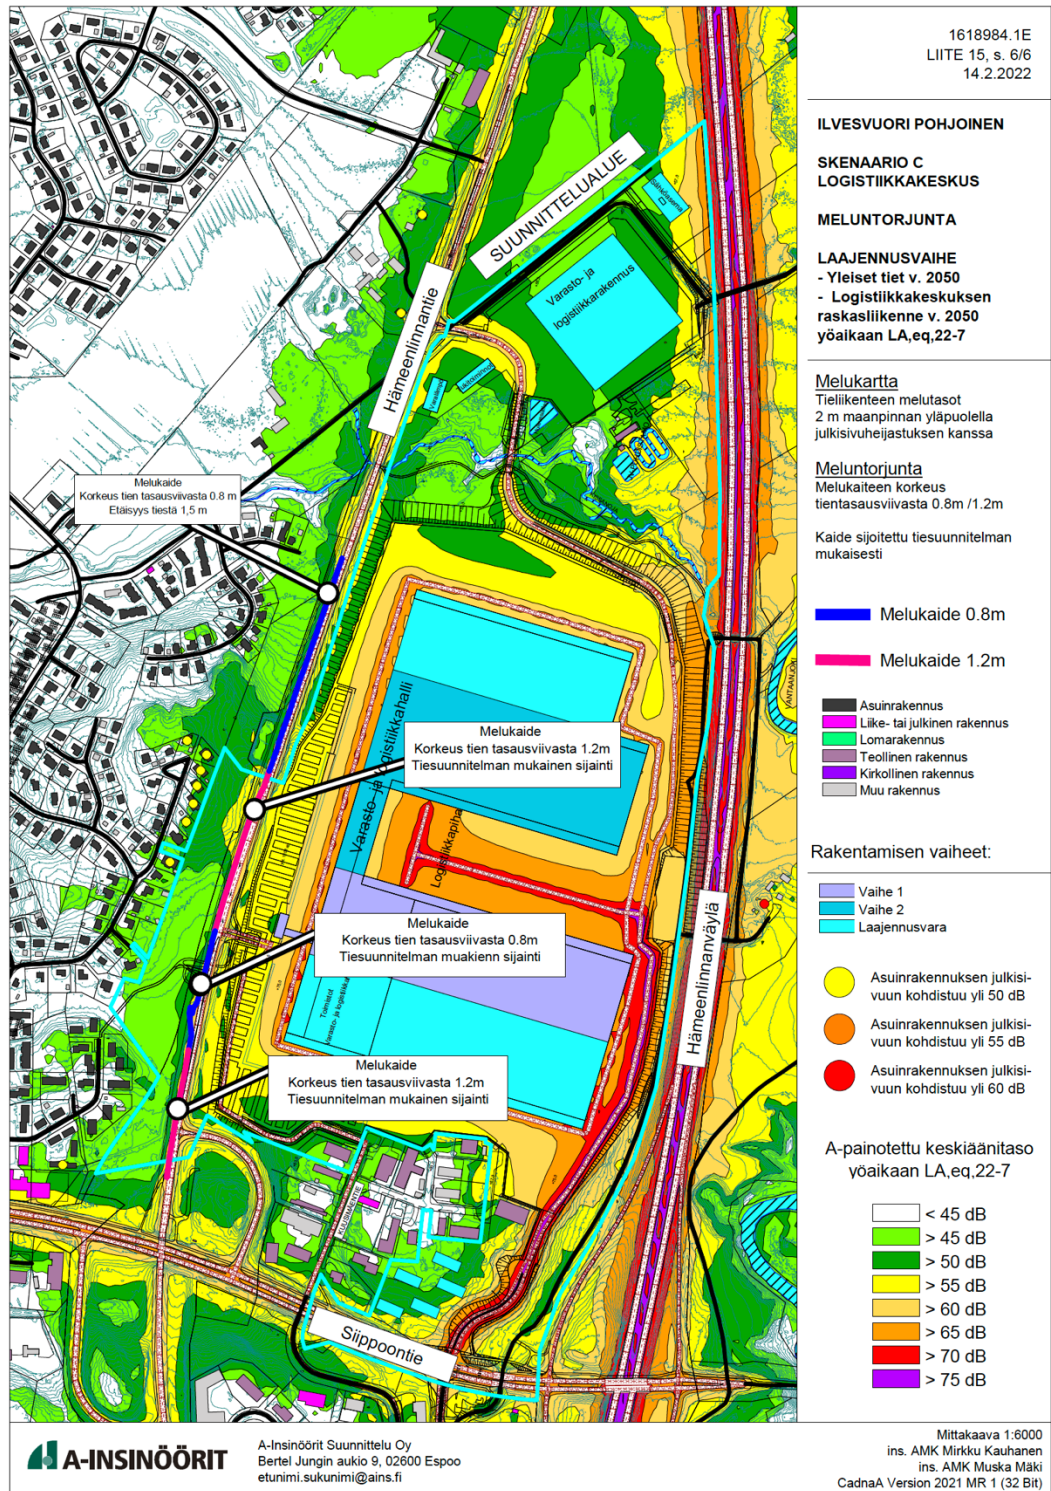 1618984.1E
LIITE 15, s. 6/6
14.2.2022
ILVESVUORI POHJOINEN
SKENAARIO C
LOGISTIIKKAKESKUS
MELUNTORJUNTA
LAAJENNUSVAIHE
- Yleiset tiet v. 2050
- Logistiikkakeskuksen
raskasliikenne v. 2050
yöaikaan LA,eq,22-7
Melukartta
Tieliikenteen melutasot
2 m maanpinnan yläpuolella
julkisivuheijastuksen kanssa
Meluntorjunta
Melukaiteen korkeus
tientasausviivasta 0.8m /1.2m
Kaide sijoitettu tiesuunnitelman
mukaisesti
Melukaide 0.8m
Melukaide 1.2m
Asuinrakennus
Liike- tai julkinen rakennus
Lomarakennus
Teollinen rakennus
Kirkollinen rakennus
Muu rakennus
Rakentamisen vaiheet:
Vaihe 1
Vaihe 2
Laajennusvara
Asuinrakennuksen julkisi-
vuun kohdistuu yli 50 dB
Asuinrakennuksen julkisi-
vuun kohdistuu yli 55 dB
Asuinrakennuksen julkisi-
vuun kohdistuu yli 60 dB
A-painotettu keskiäänitaso
yöaikaan LA,eq,22-7
< 45 dB
> 45 dB
> 50 dB
> 55 dB
> 60 dB
> 65 dB
> 70 dB
> 75 dB
SUUNNITTELUALUE
Sähköasema
Varasto- ja
logistiikkarakennus
Hämeenlinnantie
Melukaide
Korkeus tien tasausviivasta 0.8 m
Etäisyys tiestä 1,5 m
Varasto- ja logistiikkahalli
Melukaide
Korkeus tien tasausviivasta 1.2m
Tiesuunnitelman mukainen sijainti
Logistiikkapiha
Melukaide
Korkeus tien tasausviivasta 0.8m
Tiesuunnitelman muakienn sijainti
Toimistot
Melukaide
Korkeus tien tasausviivasta 1.2m
Tiesuunnitelman mukainen sijainti
Hämeenlinnanväylä
VANTAANJOKI
KUUSIMÄENTIE
Siippoontie
A-INSINÖÖRIT
A-Insinöörit Suunnittelu Oy
Bertel Jungin aukio 9, 02600 Espoo
etunimi.sukunimi@ains.fi
Mittakaava 1:6000
ins. AMK Mirkku Kauhanen
ins. AMK Muska Mäki
CadnaA Version 2021 MR 1 (32 Bit)